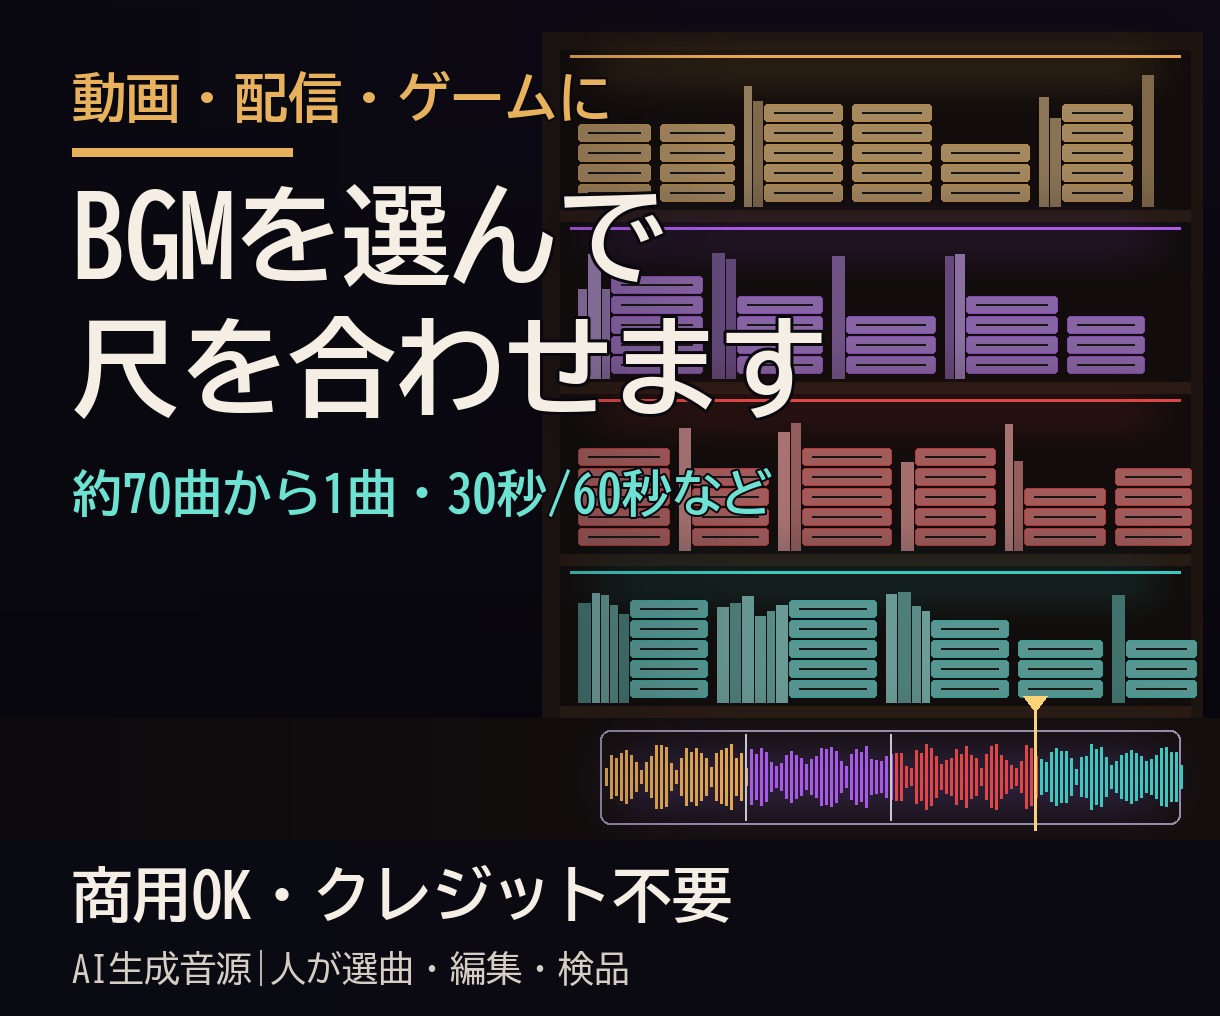 動画・配信・ゲームに
BGMを選んで
尺を合わせます
約70曲から1曲・30秒/60秒など
商用OK・クレジット不要
AI生成音源|人が選曲・編集・検品